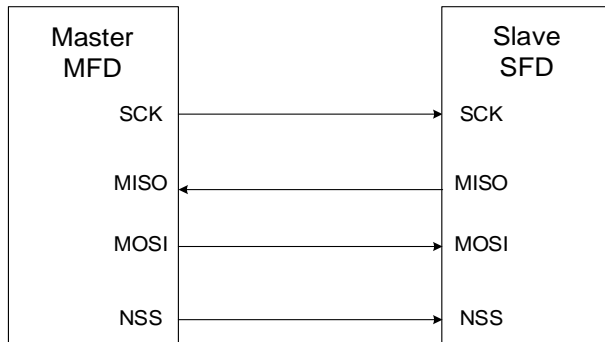 Master
MFD
Slave
SFD
SCK
SCK
MISO
MISO
MOSI
MOSI
NSS
NSS